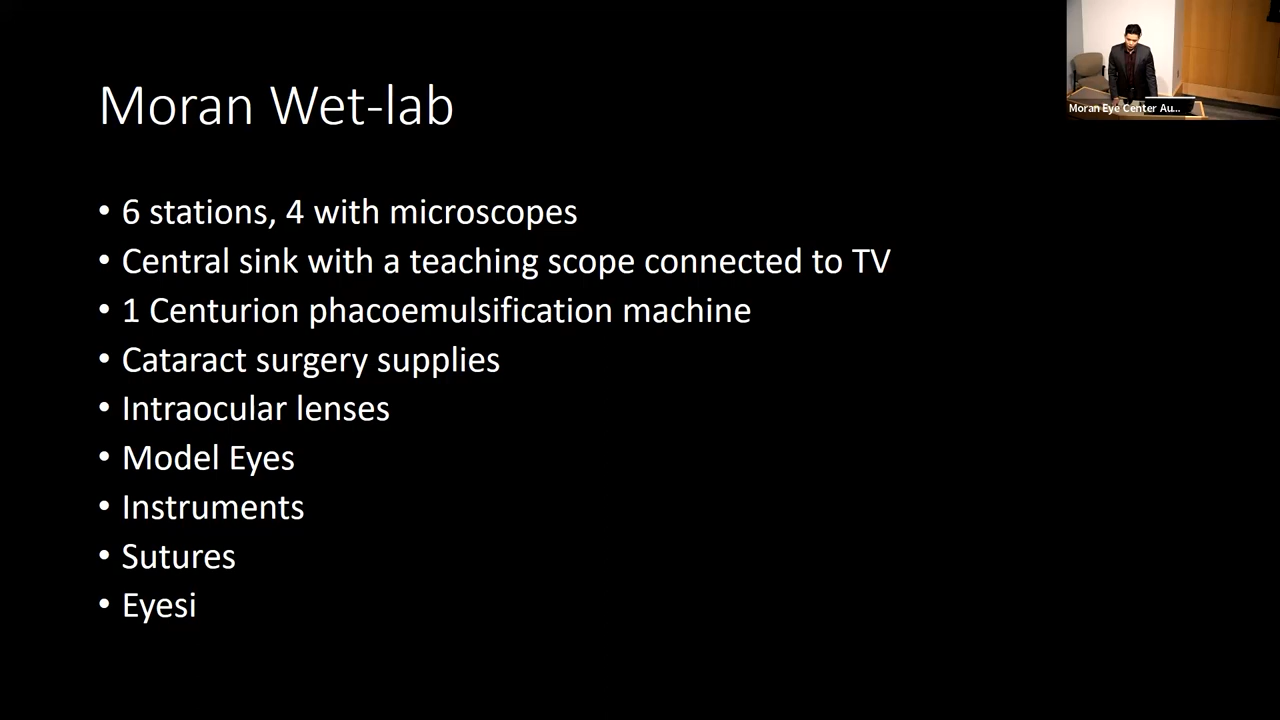 Moran Wet-lab
Moran Eye Center Au...
• 6 stations, 4 with microscopes
• Central sink with a teaching scope connected to TV
• 1 Centurion phacoemulsification machine
• Cataract surgery supplies
• Intraocular lenses
• Model Eyes
• Instruments
• Sutures
• Eyesi